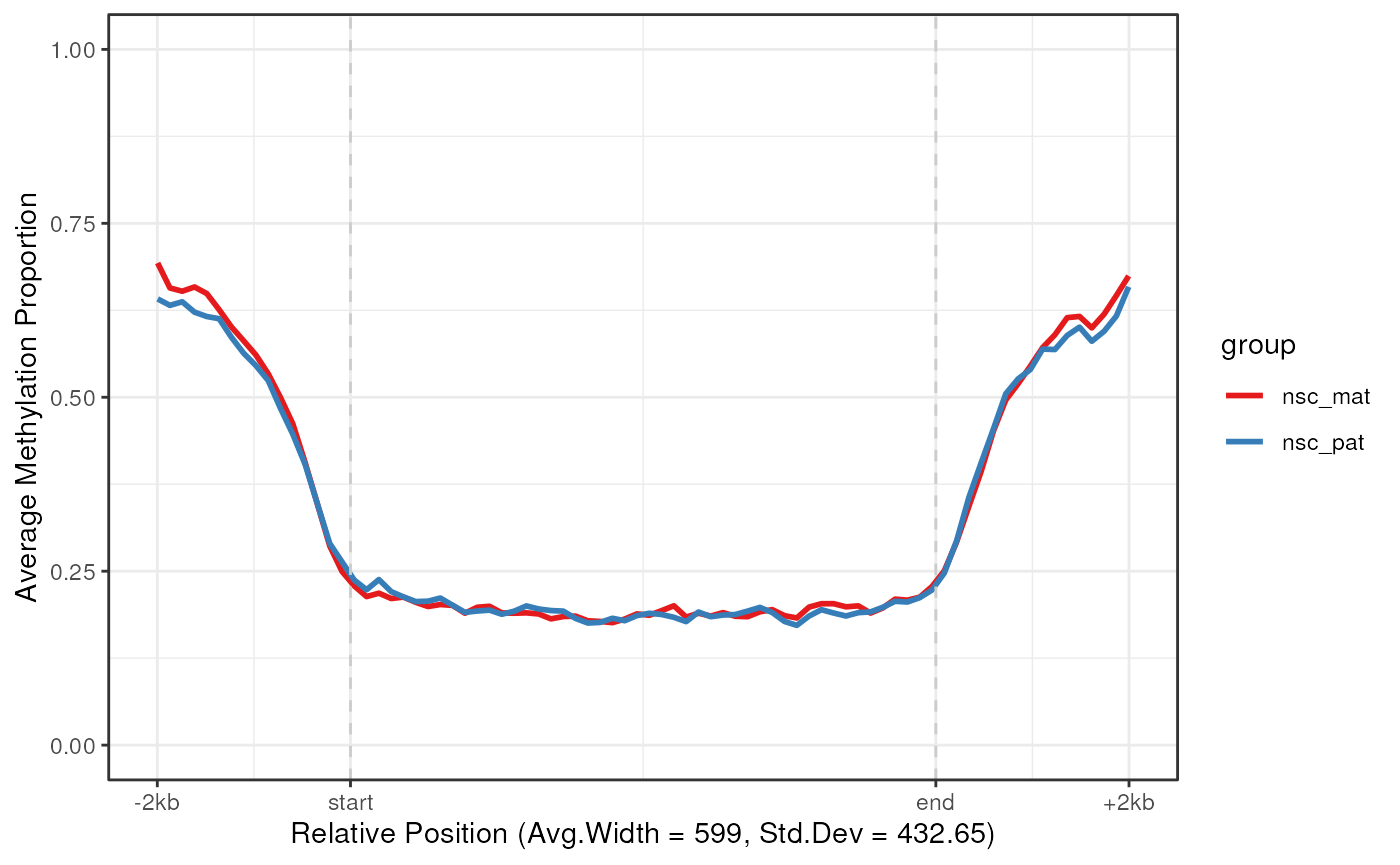 Average Methylation Proportion
1.00
0.75
0.50
0.25
0.00
-2kb start end +2kb
Relative Position (Avg.Width = 599, Std.Dev = 432.65)
group
nsc_mat
nsc_pat